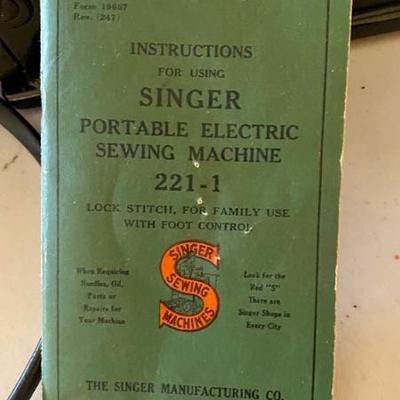 Form 19687
Rev. (247)
INSTRUCTIONS
FOR USING
SINGER
PORTABLE ELECTRIC
SEWING MACHINE
221-1
LOCK STITCH, FOR FAMILY USE
WITH FOOT CONTROL
When Requiring
Needles, Oil,
Parts or
Repairs for
Your Machine
SINGER
SEWING
MACHINES
Look for the
Red "S"
There are
Singer Shops in
Every City
THE SINGER MANUFACTURING CO.